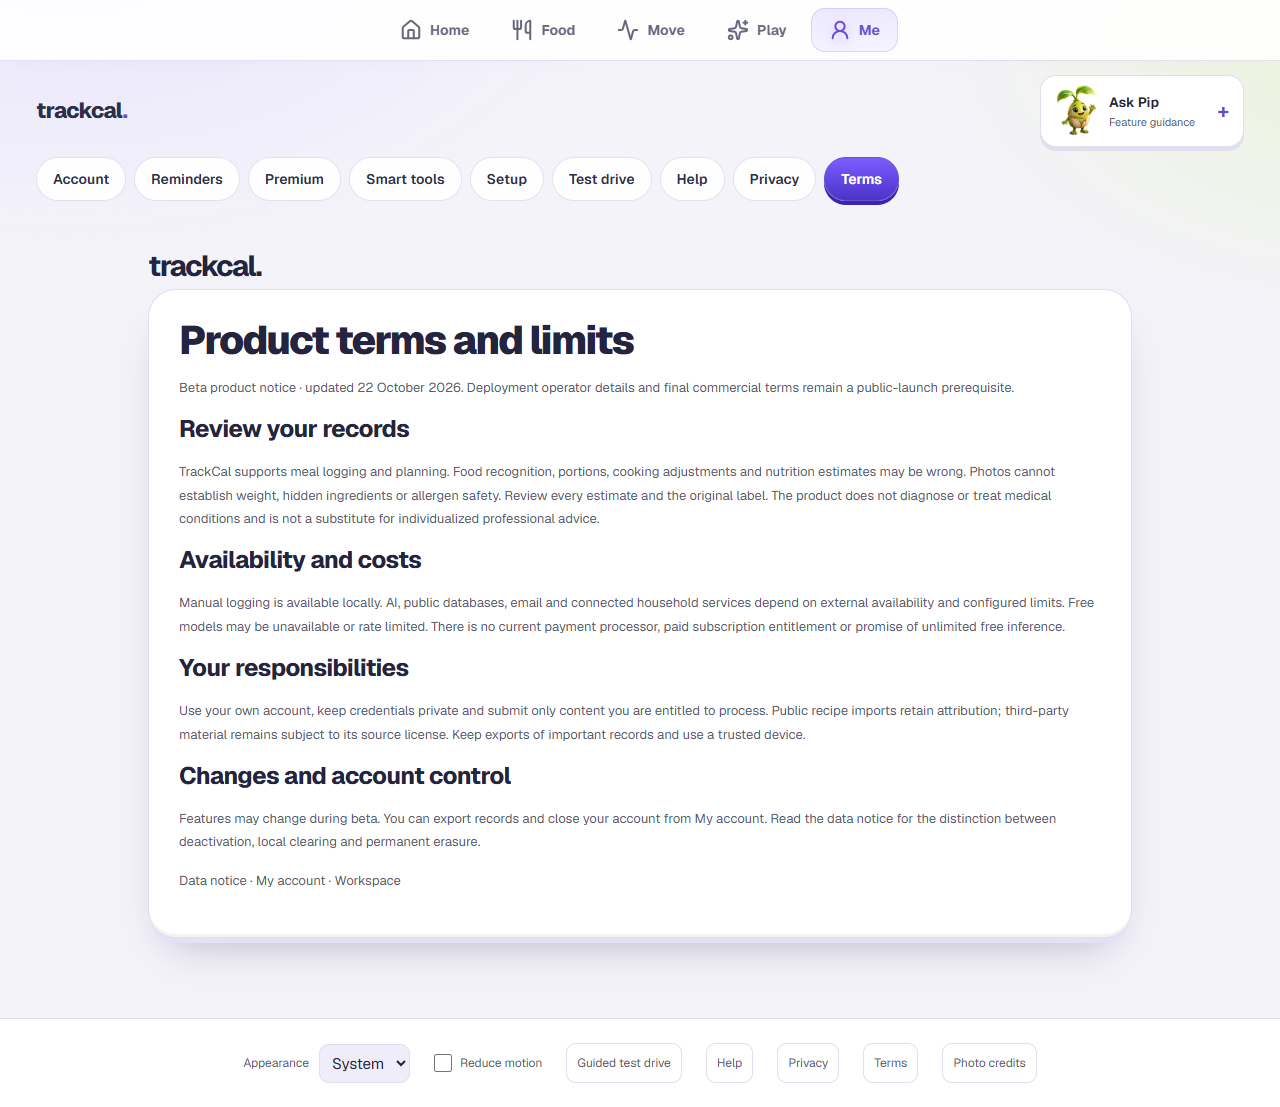 Home Food Move Play Me
trackcal.
Ask Pip
Feature guidance
+
Account Reminders Premium Smart tools Setup Test drive Help Privacy Terms
trackcal.
Product terms and limits
Beta product notice · updated 22 October 2026. Deployment operator details and final commercial terms remain a public-launch prerequisite.
Review your records
TrackCal supports meal logging and planning. Food recognition, portions, cooking adjustments and nutrition estimates may be wrong. Photos cannot
establish weight, hidden ingredients or allergen safety. Review every estimate and the original label. The product does not diagnose or treat medical
conditions and is not a substitute for individualized professional advice.
Availability and costs
Manual logging is available locally. AI, public databases, email and connected household services depend on external availability and configured limits. Free
models may be unavailable or rate limited. There is no current payment processor, paid subscription entitlement or promise of unlimited free inference.
Your responsibilities
Use your own account, keep credentials private and submit only content you are entitled to process. Public recipe imports retain attribution; third-party
material remains subject to its source license. Keep exports of important records and use a trusted device.
Changes and account control
Features may change during beta. You can export records and close your account from My account. Read the data notice for the distinction between
deactivation, local clearing and permanent erasure.
Data notice · My account · Workspace
Appearance System Reduce motion Guided test drive Help Privacy Terms Photo credits